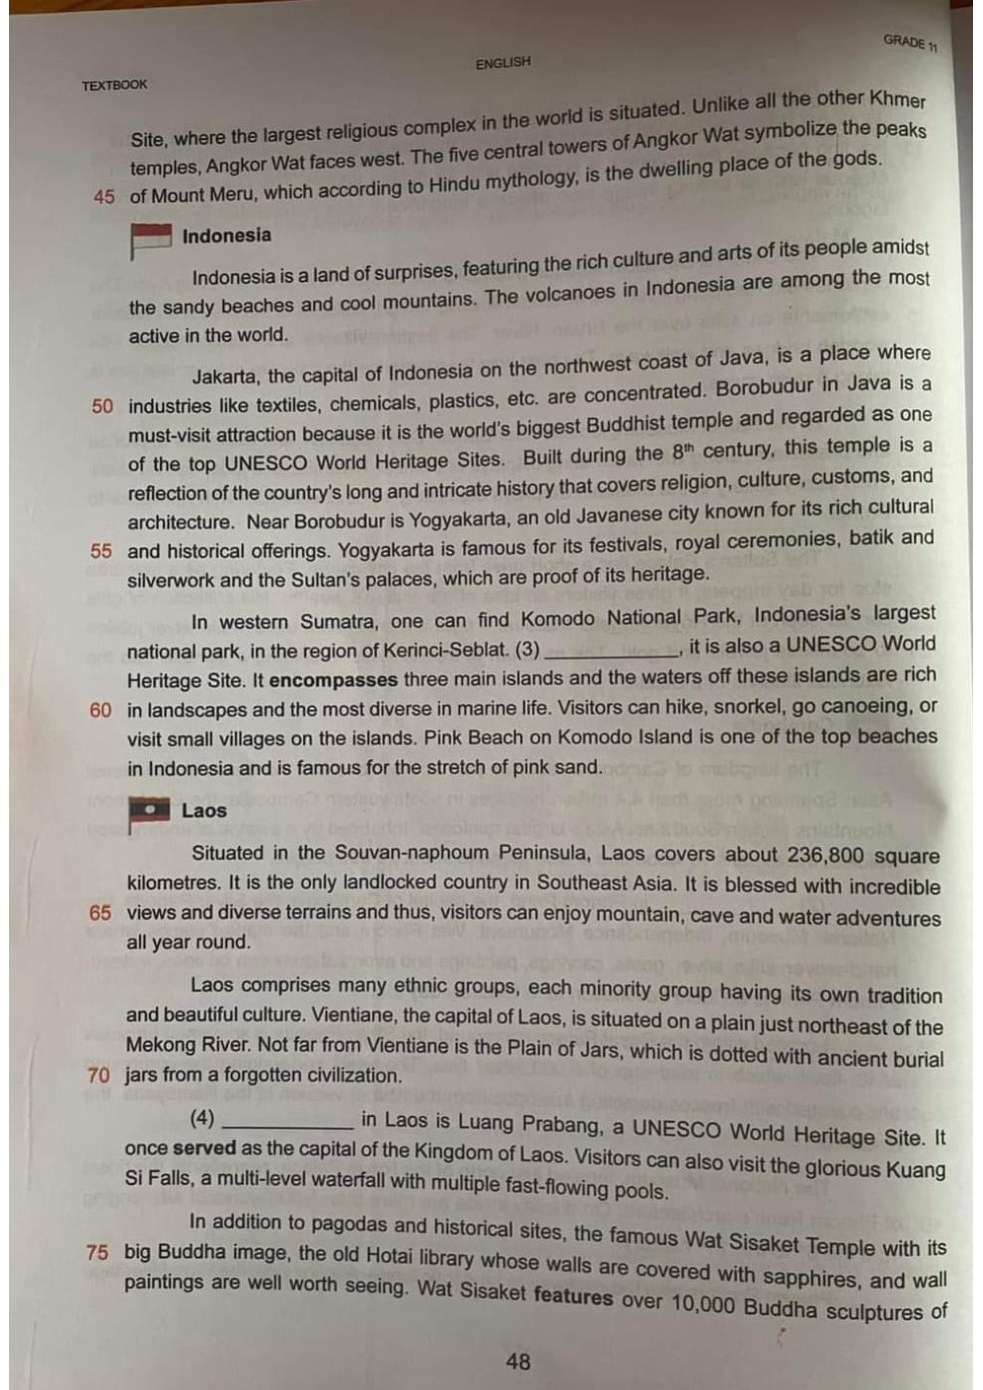 TEXTBOOK
ENGLISH
GRADE 11
Site, where the largest religious complex in the world is situated. Unlike all the other Khmer
temples, Angkor Wat faces west. The five central towers of Angkor Wat symbolize the peaks
45 of Mount Meru, which according to Hindu mythology, is the dwelling place of the gods.
Indonesia
Indonesia is a land of surprises, featuring the rich culture and arts of its people amidst
the sandy beaches and cool mountains. The volcanoes in Indonesia are among the most
active in the world.
Jakarta, the capital of Indonesia on the northwest coast of Java, is a place where
50 industries like textiles, chemicals, plastics, etc. are concentrated. Borobudur in Java is a
must-visit attraction because it is the world's biggest Buddhist temple and regarded as one
of the top UNESCO World Heritage Sites. Built during the 8th century, this temple is a
reflection of the country's long and intricate history that covers religion, culture, customs, and
architecture. Near Borobudur is Yogyakarta, an old Javanese city known for its rich cultural
55 and historical offerings. Yogyakarta is famous for its festivals, royal ceremonies, batik and
silverwork and the Sultan's palaces, which are proof of its heritage.
In western Sumatra, one can find Komodo National Park, Indonesia's largest
national park, in the region of Kerinci-Seblat. (3) ____________, it is also a UNESCO World
Heritage Site. It encompasses three main islands and the waters off these islands are rich
60 in landscapes and the most diverse in marine life. Visitors can hike, snorkel, go canoeing, or
visit small villages on the islands. Pink Beach on Komodo Island is one of the top beaches
in Indonesia and is famous for the stretch of pink sand.
Laos
Situated in the Souvan-naphoum Peninsula, Laos covers about 236,800 square
kilometres. It is the only landlocked country in Southeast Asia. It is blessed with incredible
65 views and diverse terrains and thus, visitors can enjoy mountain, cave and water adventures
all year round.
Laos comprises many ethnic groups, each minority group having its own tradition
and beautiful culture. Vientiane, the capital of Laos, is situated on a plain just northeast of the
Mekong River. Not far from Vientiane is the Plain of Jars, which is dotted with ancient burial
70 jars from a forgotten civilization.
(4) ____________ in Laos is Luang Prabang, a UNESCO World Heritage Site. It
once served as the capital of the Kingdom of Laos. Visitors can also visit the glorious Kuang
Si Falls, a multi-level waterfall with multiple fast-flowing pools.
In addition to pagodas and historical sites, the famous Wat Sisaket Temple with its
75 big Buddha image, the old Hotai library whose walls are covered with sapphires, and wall
paintings are well worth seeing. Wat Sisaket features over 10,000 Buddha sculptures of
48